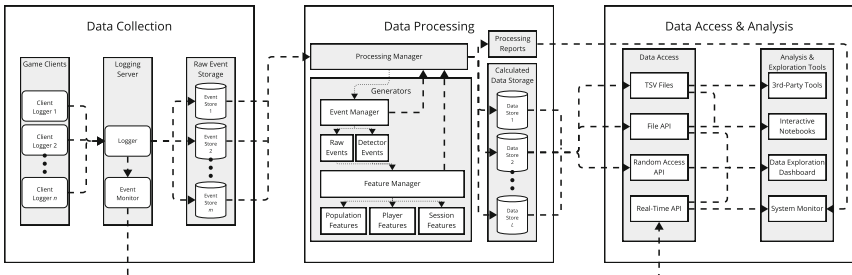 Data Collection
Game Clients
Client
Logger 1
Client
Logger 2
Client
Logger n
Logging
Server
Logger
Event
Monitor
Raw Event
Storage
Event
Store
1
Event
Store
2
Event
Store
m
Data Processing
Processing Manager
Generators
Event Manager
Raw
Events
Detector
Events
Feature Manager
Population
Features
Player
Features
Session
Features
Processing
Reports
Calculated
Data Storage
Data
Store
1
Data
Store
2
Data
Store
Data Access & Analysis
Data Access
TSV Files
File API
Random Access
API
Real-Time API
Analysis &
Exploration Tools
3rd-Party Tools
Interactive
Notebooks
Data Exploration
Dashboard
System Monitor